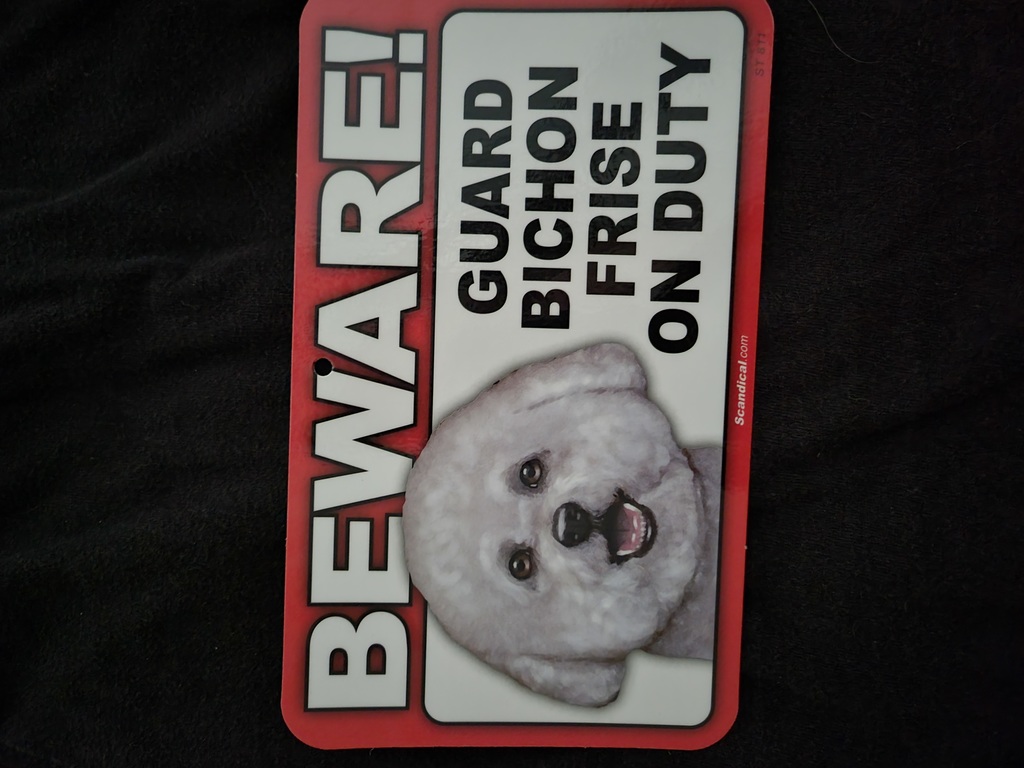 BEWARE!
GUARD
BICHON
FRISE
ON DUTY
Scandical.com